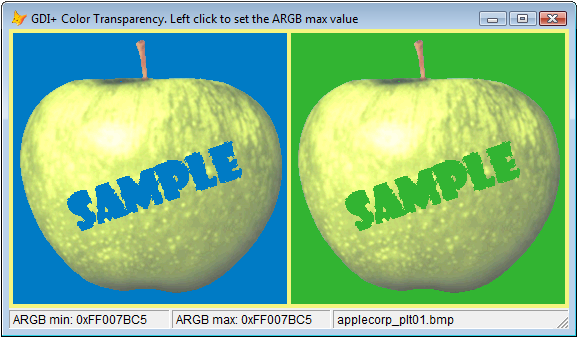 GDI+ Color Transparency. Left click to set the ARGB max value
SAMPLE
SAMPLE
ARGB min: 0xFF007BC5
ARGB max: 0xFF007BC5
applecorp_plt01.bmp